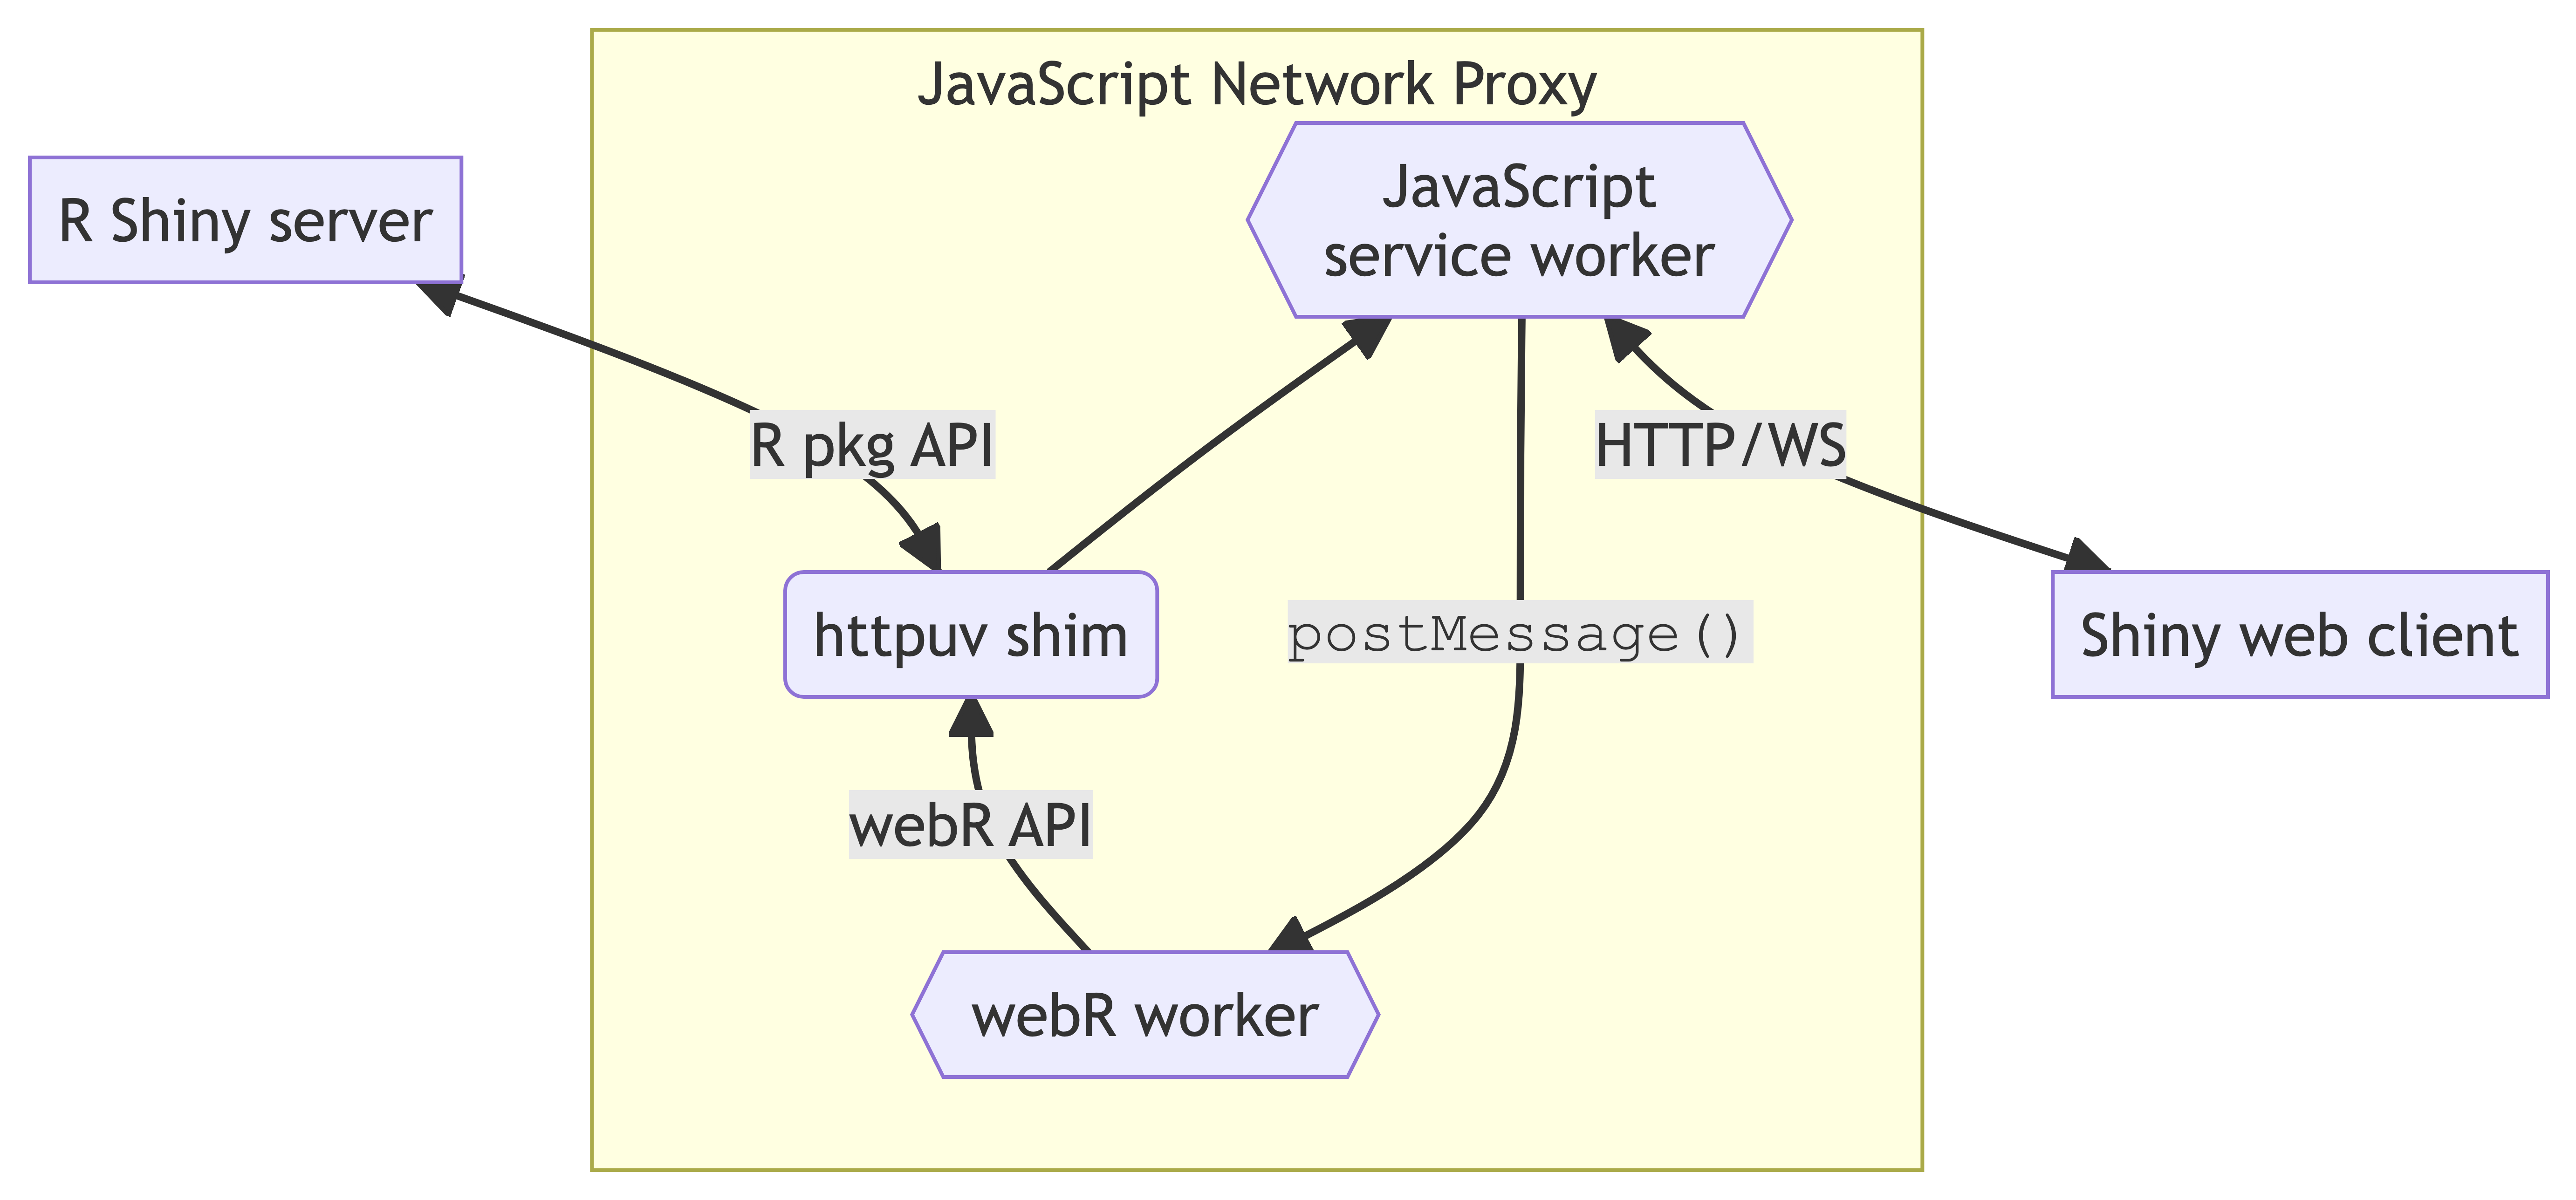 JavaScript Network Proxy
R Shiny server
JavaScript
service worker
R pkg API
HTTP/WS
httpuv shim
postMessage()
Shiny web client
webR API
webR worker